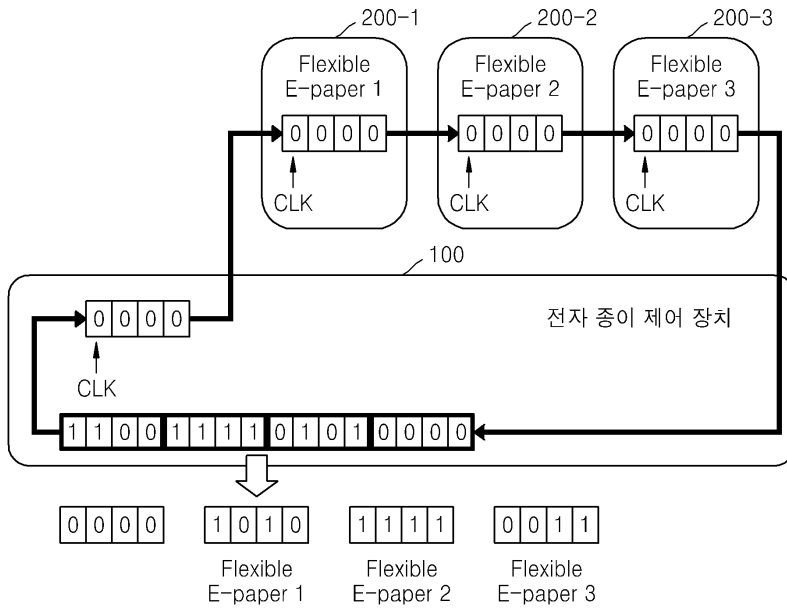 200-1 200-2 200-3
Flexible E-paper 1
Flexible E-paper 2
Flexible E-paper 3
0 0 0 0 0 0 0 0 0 0 0 0
CLK CLK CLK
100
0 0 0 0
전자 종이 제어 장치
CLK
1 1 0 0 1 1 1 1 0 1 0 1 0 0 0 0
0 0 0 0 1 0 1 0 1 1 1 1 0 0 1 1
Flexible E-paper 1
Flexible E-paper 2
Flexible E-paper 3